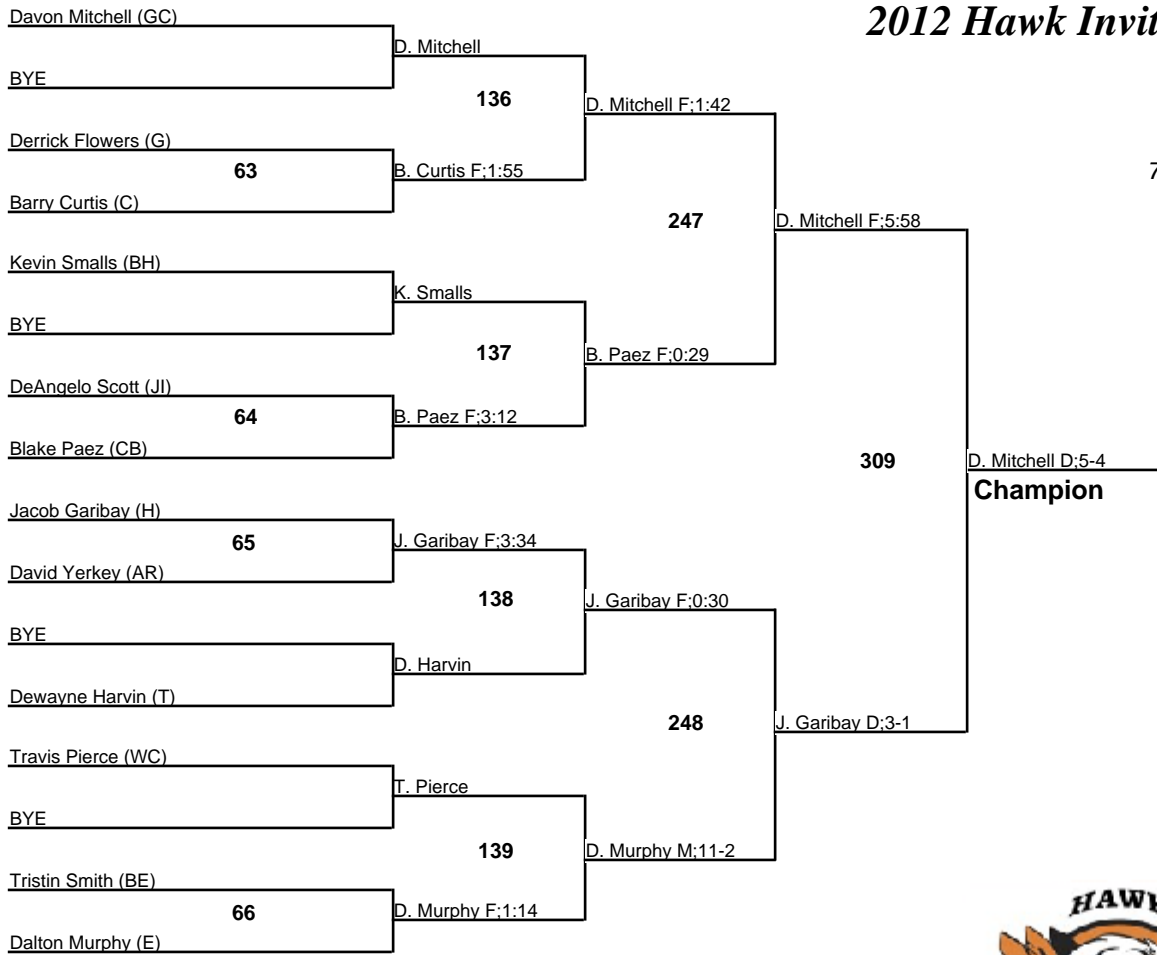 2012 Hawk Invit
7
Davon Mitchell (GC)
BYE
Derrick Flowers (G)
63
Barry Curtis (C)
Kevin Smalls (BH)
BYE
DeAngelo Scott (JI)
64
Blake Paez (CB)
Jacob Garibay (H)
65
David Yerkey (AR)
BYE
Dewayne Harvin (T)
Travis Pierce (WC)
BYE
Tristin Smith (BE)
66
Dalton Murphy (E)
D. Mitchell
136
B. Curtis F;1:55
K. Smalls
137
B. Paez F;3:12
J. Garibay F;3:34
138
D. Harvin
T. Pierce
139
D. Murphy F;1:14
D. Mitchell F;1:42
247
B. Paez F;0:29
J. Garibay F;0:30
248
D. Murphy M;11-2
D. Mitchell F;5:58
309
J. Garibay D;3-1
D. Mitchell D;5-4
Champion
HAWK